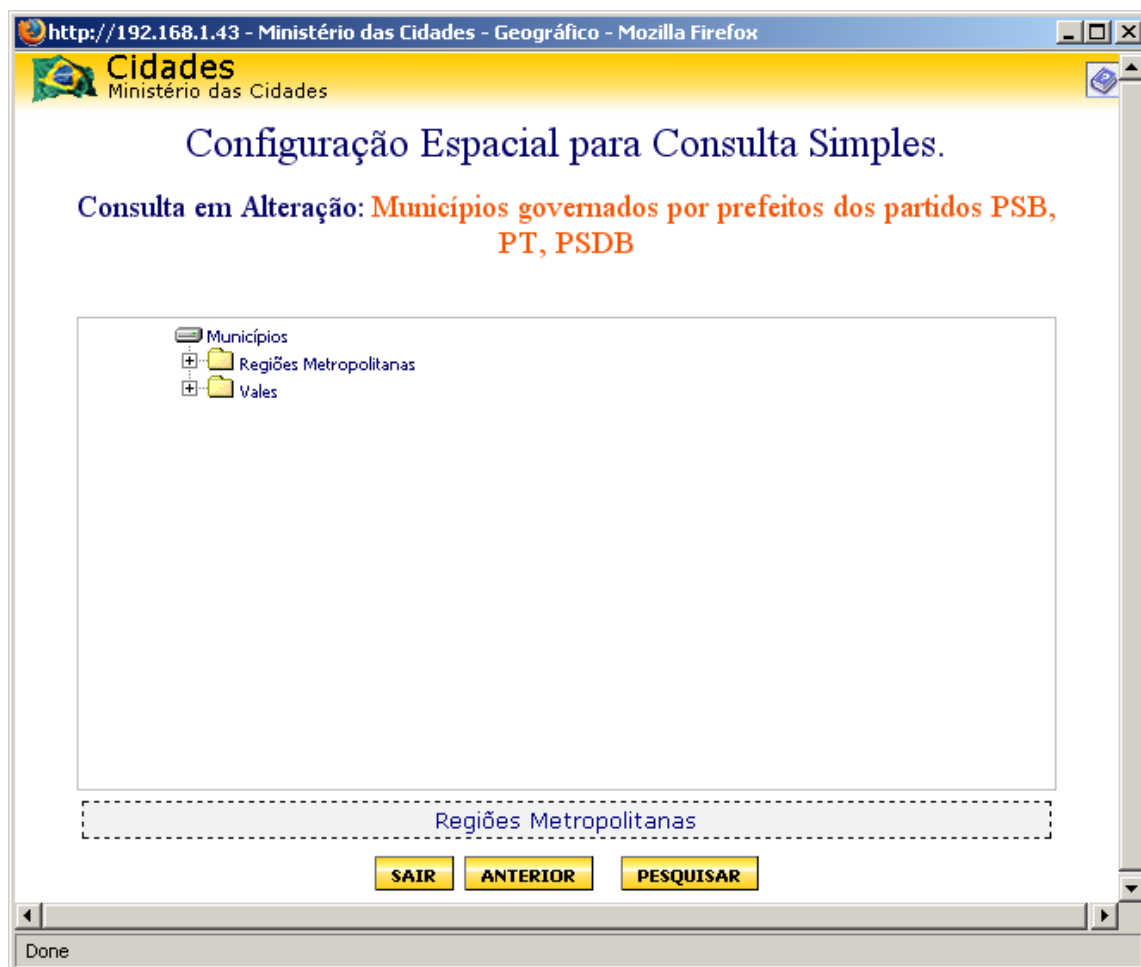 http://192.168.1.43 - Ministério das Cidades - Geográfico - Mozilla Firefox
Cidades
Ministério das Cidades
Configuração Espacial para Consulta Simples.
Consulta em Alteração: Municípios governados por prefeitos dos partidos PSB,
PT, PSDB
Municípios
Regiões Metropolitanas
Vales
Regiões Metropolitanas
SAIR ANTERIOR PESQUISAR
Done